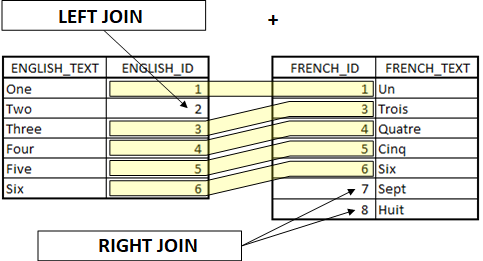 LEFT JOIN
+
ENGLISH_TEXT ENGLISH_ID FRENCH_ID FRENCH_TEXT
One 1 1 Un
Two 2 3 Trois
Three 3 4 Quatre
Four 4 5 Cinq
Five 5 6 Six
Six 6 7 Sept
8 Huit
RIGHT JOIN